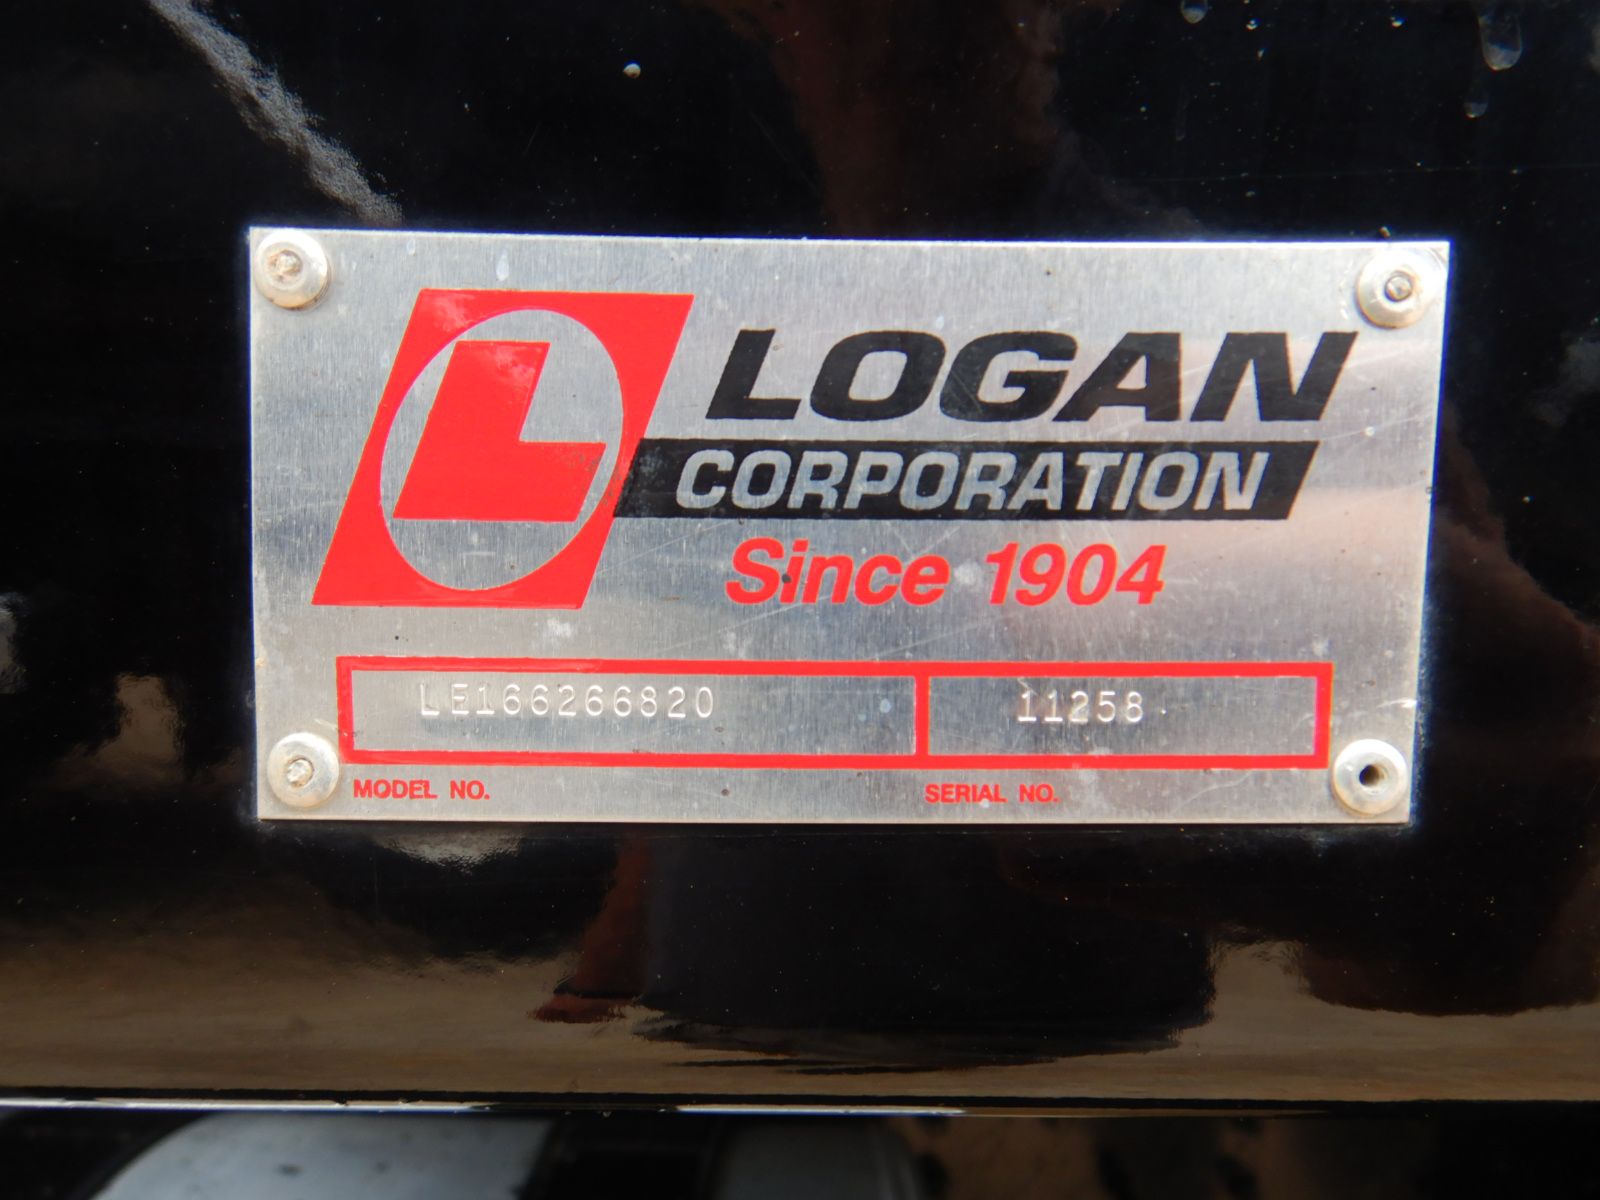 L
LOGAN
CORPORATION
Since 1904
LE166266820 11258
MODEL NO. SERIAL NO.